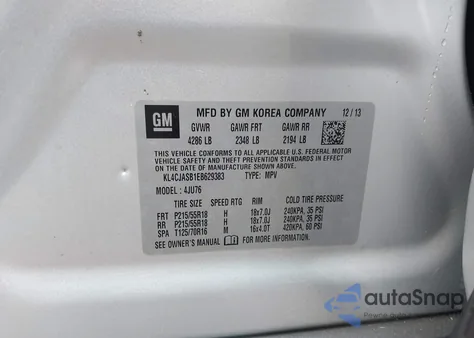 GM
MFD BY GM KOREA COMPANY 12/13
GVWR GAWR FRT GAWR RR
4286 LB 2348 LB 2194 LB
THIS VEHICLE CONFORMS TO ALL APPLICABLE U.S. FEDERAL MOTOR
VEHICLE SAFETY AND THEFT PREVENTION STANDARDS IN EFFECT
ON THE DATE OF MANUFACTURE SHOWN ABOVE.
KL4CJASB1EB629383 TYPE: MPV
MODEL: 4JU76
TIRE SIZE SPEED RTG RIM COLD TIRE PRESSURE
FRT P215/55R18 H 18x7.0J 240KPA, 35 PSI
RR P215/55R18 H 18x7.0J 240KPA, 35 PSI
SPA T125/70R16 M 16x4.0T 420KPA, 60 PSI
SEE OWNER'S MANUAL FOR MORE INFORMATION.
autoSnap